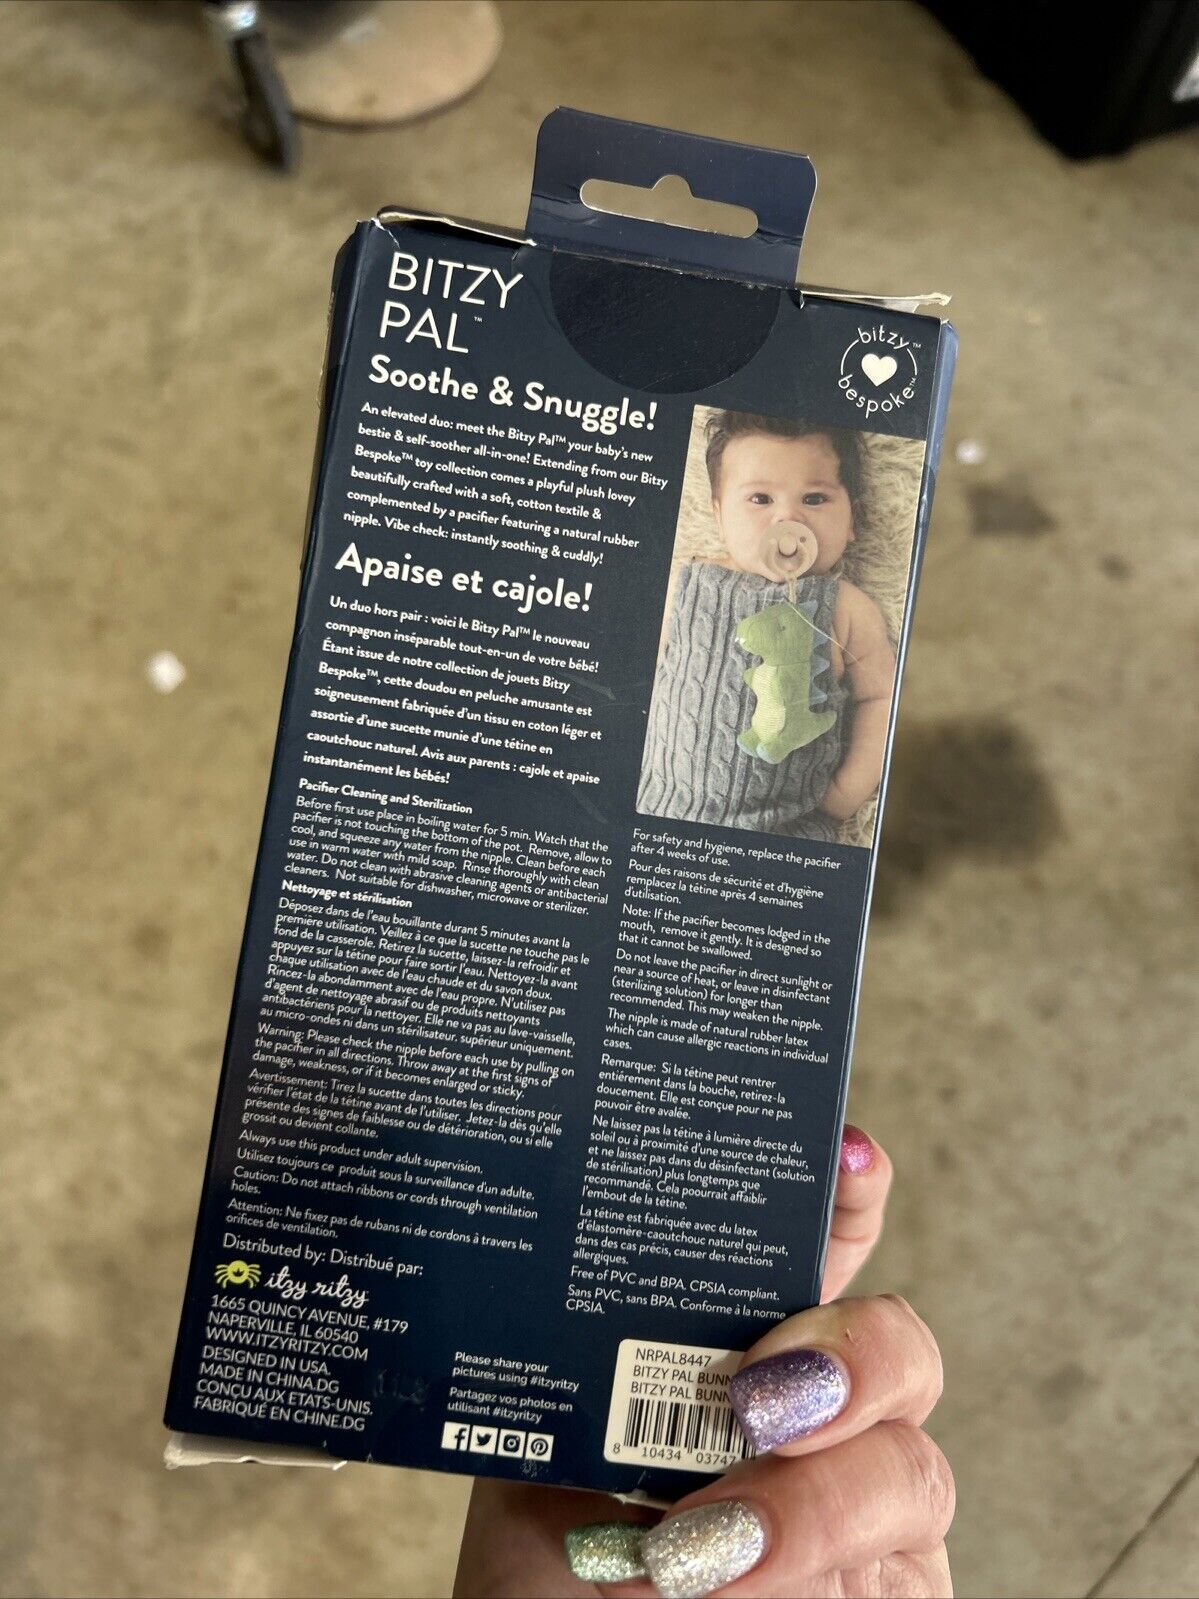 BITZY
PAL™
bitzy™
bespoke™
Soothe & Snuggle!
An elevated duo: meet the Bitzy Pal™ your baby's new
bestie & self-soother all-in-one! Extending from our Bitzy
Bespoke™ toy collection comes a playful plush lovey
beautifully crafted with a soft, cotton textile &
complemented by a pacifier featuring a natural rubber
nipple. Vibe check: instantly soothing & cuddly!
Apaise et cajole!
Un duo hors pair : voici le Bitzy Pal™ le nouveau
compagnon inséparable tout-en-un de votre bébé!
Étant issue de notre collection de jouets Bitzy
Bespoke™, cette doudou en peluche amusante est
soigneusement fabriquée d'un tissu en coton léger et
assortie d'une sucette munie d'une tétine en
caoutchouc naturel. Avis aux parents : cajole et apaise
instantanément les bébés!
Pacifier Cleaning and Sterilization
Before first use place in boiling water for 5 min. Watch that the
pacifier is not touching the bottom of the pot. Remove, allow to
cool, and squeeze any water from the nipple. Clean before each
use in warm water with mild soap. Rinse thoroughly with clean
water. Do not clean with abrasive cleaning agents or antibacterial
cleaners. Not suitable for dishwasher, microwave or sterilizer.
Nettoyage et stérilisation
Déposez dans de l'eau bouillante durant 5 minutes avant la
première utilisation. Veillez à ce que la sucette ne touche pas le
fond de la casserole. Retirez la sucette, laissez-la refroidir et
appuyez sur la tétine pour faire sortir l'eau. Nettoyez-la avant
chaque utilisation avec de l'eau chaude et du savon doux.
Rincez-la abondamment avec de l'eau propre. N'utilisez pas
d'agent de nettoyage abrasif ou de produits nettoyants
antibactériens pour la nettoyer. Elle ne va pas au lave-vaisselle,
au micro-ondes ni dans un stérilisateur. supérieur uniquement.
Warning: Please check the nipple before each use by pulling on
the pacifier in all directions. Throw away at the first signs of
damage, weakness, or if it becomes enlarged or sticky.
Avertissement: Tirez la sucette dans toutes les directions pour
vérifier l'état de la tétine avant de l'utiliser. Jetez-la dès qu'elle
présente des signes de faiblesse ou de détérioration, ou si elle
grossit ou devient collante.
Always use this product under adult supervision.
Utilisez toujours ce produit sous la surveillance d'un adulte.
Caution: Do not attach ribbons or cords through ventilation
holes.
Attention: Ne fixez pas de rubans ni de cordons à travers les
orifices de ventilation.
Distributed by: Distribué par:
itzy ritzy
1665 QUINCY AVENUE, #179
NAPERVILLE, IL 60540
WWW.ITZYRITZY.COM
DESIGNED IN USA.
MADE IN CHINA.DG
CONÇU AUX ETATS-UNIS.
FABRIQUÉ EN CHINE.DG
For safety and hygiene, replace the pacifier
after 4 weeks of use.
Pour des raisons de sécurité et d'hygiène
remplacez la tétine après 4 semaines
d'utilisation.
Note: If the pacifier becomes lodged in the
mouth, remove it gently. It is designed so
that it cannot be swallowed.
Do not leave the pacifier in direct sunlight or
near a source of heat, or leave in disinfectant
(sterilizing solution) for longer than
recommended. This may weaken the nipple.
The nipple is made of natural rubber latex
which can cause allergic reactions in individual
cases.
Remarque: Si la tétine peut rentrer
entiérement dans la bouche, retirez-la
doucement. Elle est conçue pour ne pas
pouvoir être avalée.
Ne laissez pas la tétine à lumière directe du
soleil ou à proximité d'une source de chaleur,
et ne laissez pas dans du désinfectant (solution
de stérilisation) plus longtemps que
recommandé. Cela poourrait affaiblir
l'embout de la tétine.
La tétine est fabriquée avec du latex
d'élastomère-caoutchouc naturel qui peut,
dans des cas précis, causer des réactions
allergiques.
Free of PVC and BPA. CPSIA compliant.
Sans PVC, sans BPA. Conforme à la norme
CPSIA.
Please share your
pictures using #itzyritzy
Partagez vos photos en
utilisant #itzyritzy
NRPAL8447
BITZY PAL
BITZY PAL
8 10434 03747